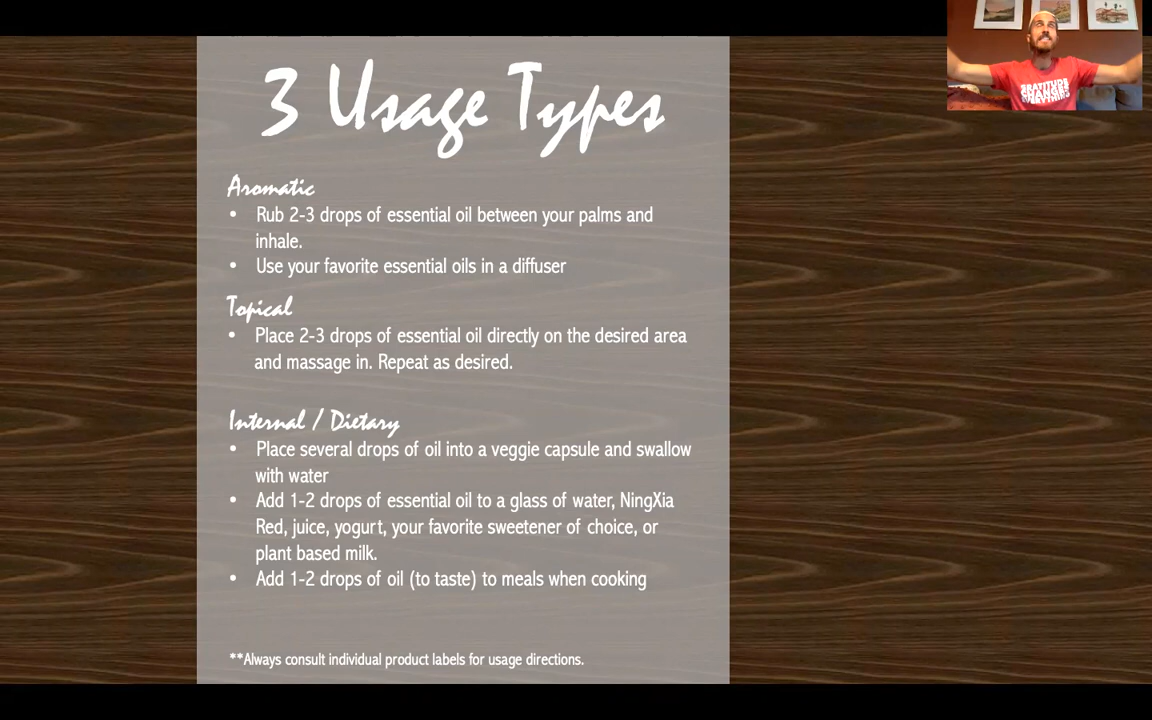 3 Usage Types
Aromatic
• Rub 2-3 drops of essential oil between your palms and
inhale.
• Use your favorite essential oils in a diffuser
Topical
• Place 2-3 drops of essential oil directly on the desired area
and massage in. Repeat as desired.
Internal / Dietary
• Place several drops of oil into a veggie capsule and swallow
with water
• Add 1-2 drops of essential oil to a glass of water, NingXia
Red, juice, yogurt, your favorite sweetener of choice, or
plant based milk.
• Add 1-2 drops of oil (to taste) to meals when cooking
**Always consult individual product labels for usage directions.
GRATITUDE
CHANGES
EVERYTHING